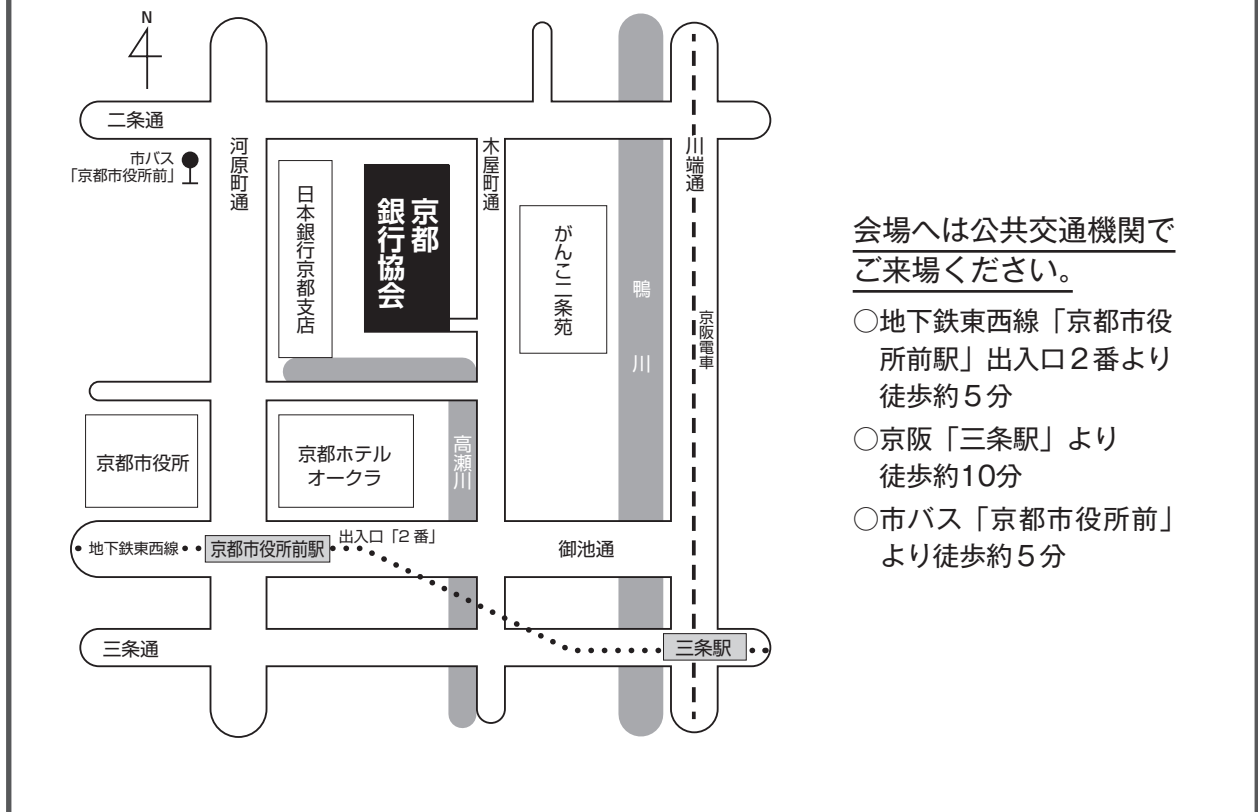 N
二条通
市バス
「京都市役所前」
河原町通
日本銀行京都支店
京都
銀行協会
木屋町通
がんこ二条苑
鴨川
川端通
京阪電車
京都市役所
京都ホテル
オークラ
高瀬川
地下鉄東西線
京都市役所前駅
出入口「2番」
御池通
三条通
三条駅
会場へは公共交通機関で
ご来場ください。
○地下鉄東西線「京都市役
所前駅」出入口２番より
徒歩約５分
○京阪「三条駅」より
徒歩約10分
○市バス「京都市役所前」
より徒歩約５分